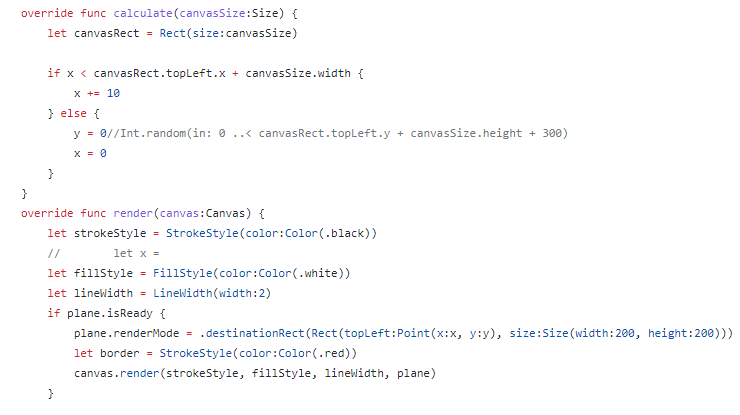 override func calculate(canvasSize:Size) {
    let canvasRect = Rect(size:canvasSize)

    if x < canvasRect.topLeft.x + canvasSize.width {
        x += 10
    } else {
        y = 0//Int.random(in: 0 ..< canvasRect.topLeft.y + canvasSize.height + 300)
        x = 0
    }
}
override func render(canvas:Canvas) {
    let strokeStyle = StrokeStyle(color:Color(.black))
    //        let x =
    let fillStyle = FillStyle(color:Color(.white))
    let lineWidth = LineWidth(width:2)
    if plane.isReady {
        plane.renderMode = .destinationRect(Rect(topLeft:Point(x:x, y:y), size:Size(width:200, height:200)))
        let border = StrokeStyle(color:Color(.red))
        canvas.render(strokeStyle, fillStyle, lineWidth, plane)
    }